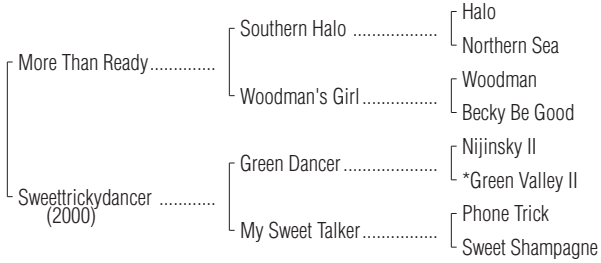 Halo
Southern Halo ..................
Northern Sea
More Than Ready..............
Woodman
Woodman's Girl................
Becky Be Good
Nijinsky II
Green Dancer....................
*Green Valley II
Sweettrickydancer ............
(2000)
Phone Trick
My Sweet Talker................
Sweet Shampagne